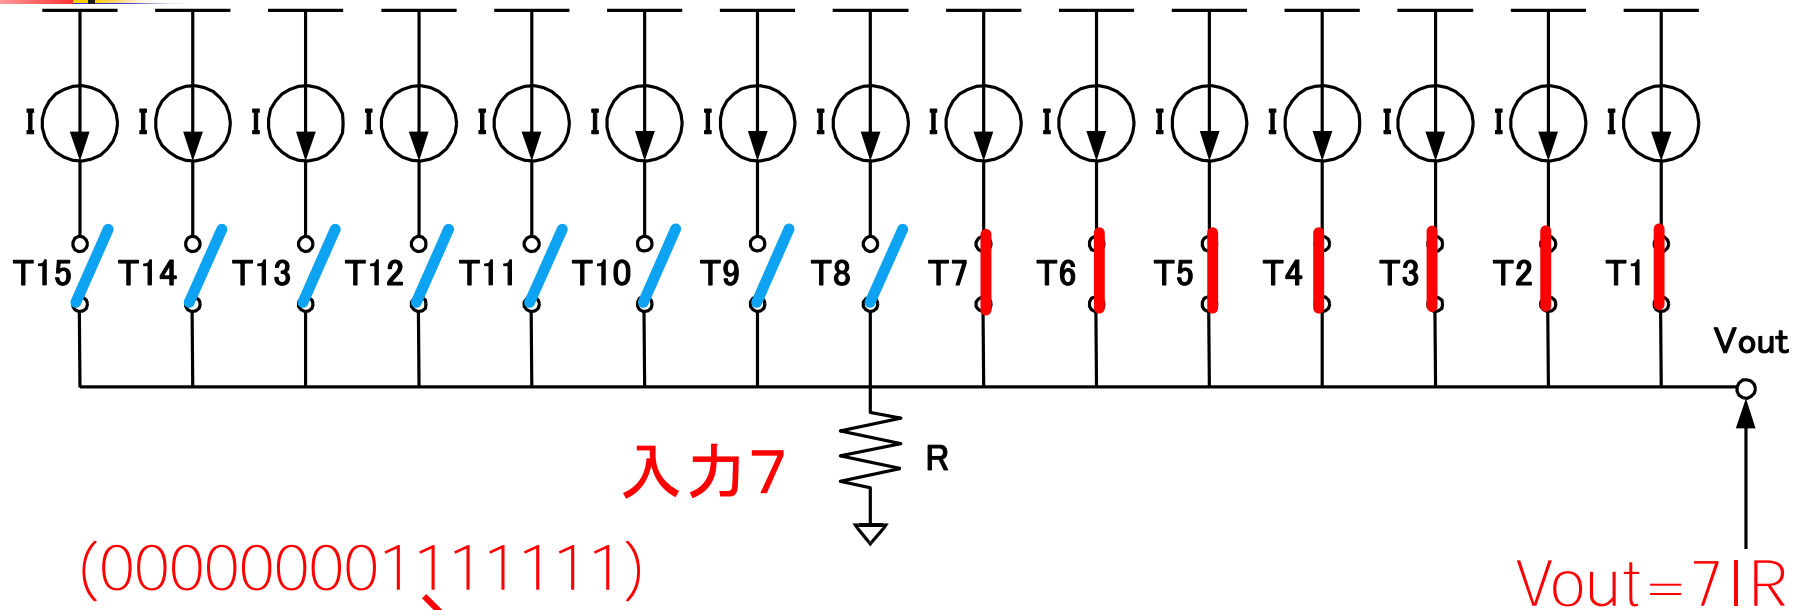 I I I I I I I I I I I I I I I
T15 T14 T13 T12 T11 T10 T9 T8 T7 T6 T5 T4 T3 T2 T1
Vout
入力7 R
(000000001111111)
Vout=7IR